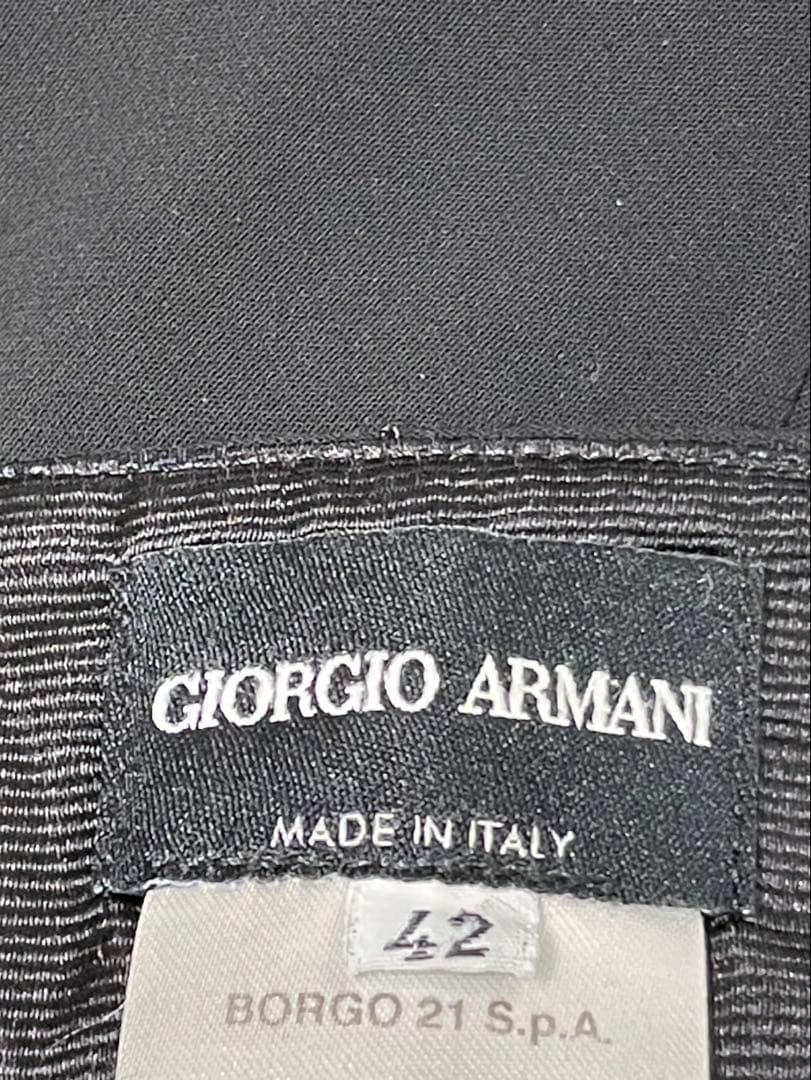 GIORGIO ARMANI
MADE IN ITALY
42
BORGO 21 S.p.A.